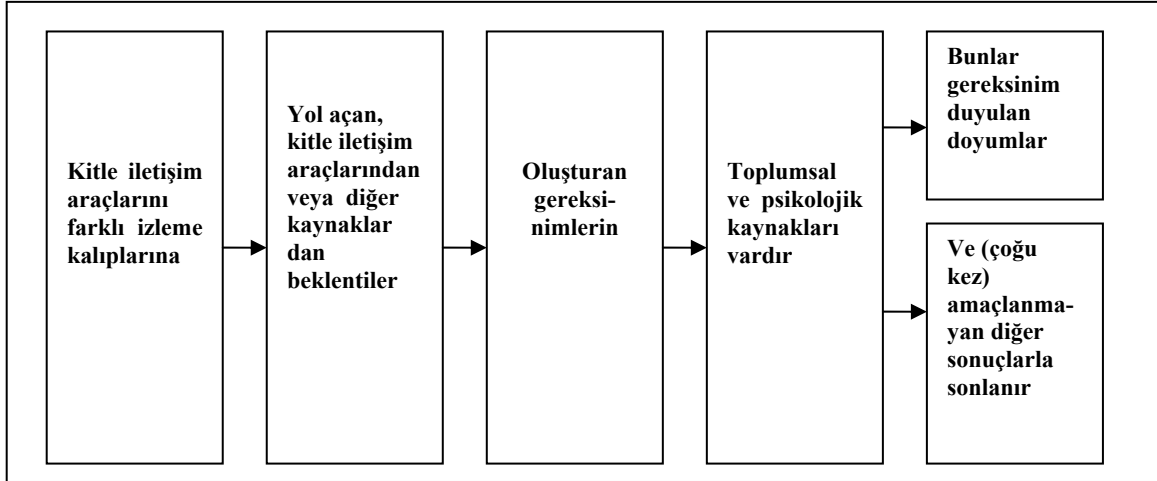 Kitle iletişim
araçlarını
farklı izleme
kalıplarına
Yol açan,
kitle iletişim
araçlarından
veya diğer
kaynaklar
dan
beklentiler
Oluşturan
gereksi-
nimlerin
Toplumsal
ve psikolojik
kaynakları
vardır
Bunlar
gereksinim
duyulan
doyumlar
Ve (çoğu
kez)
amaçlanma-
yan diğer
sonuçlarla
sonlanır